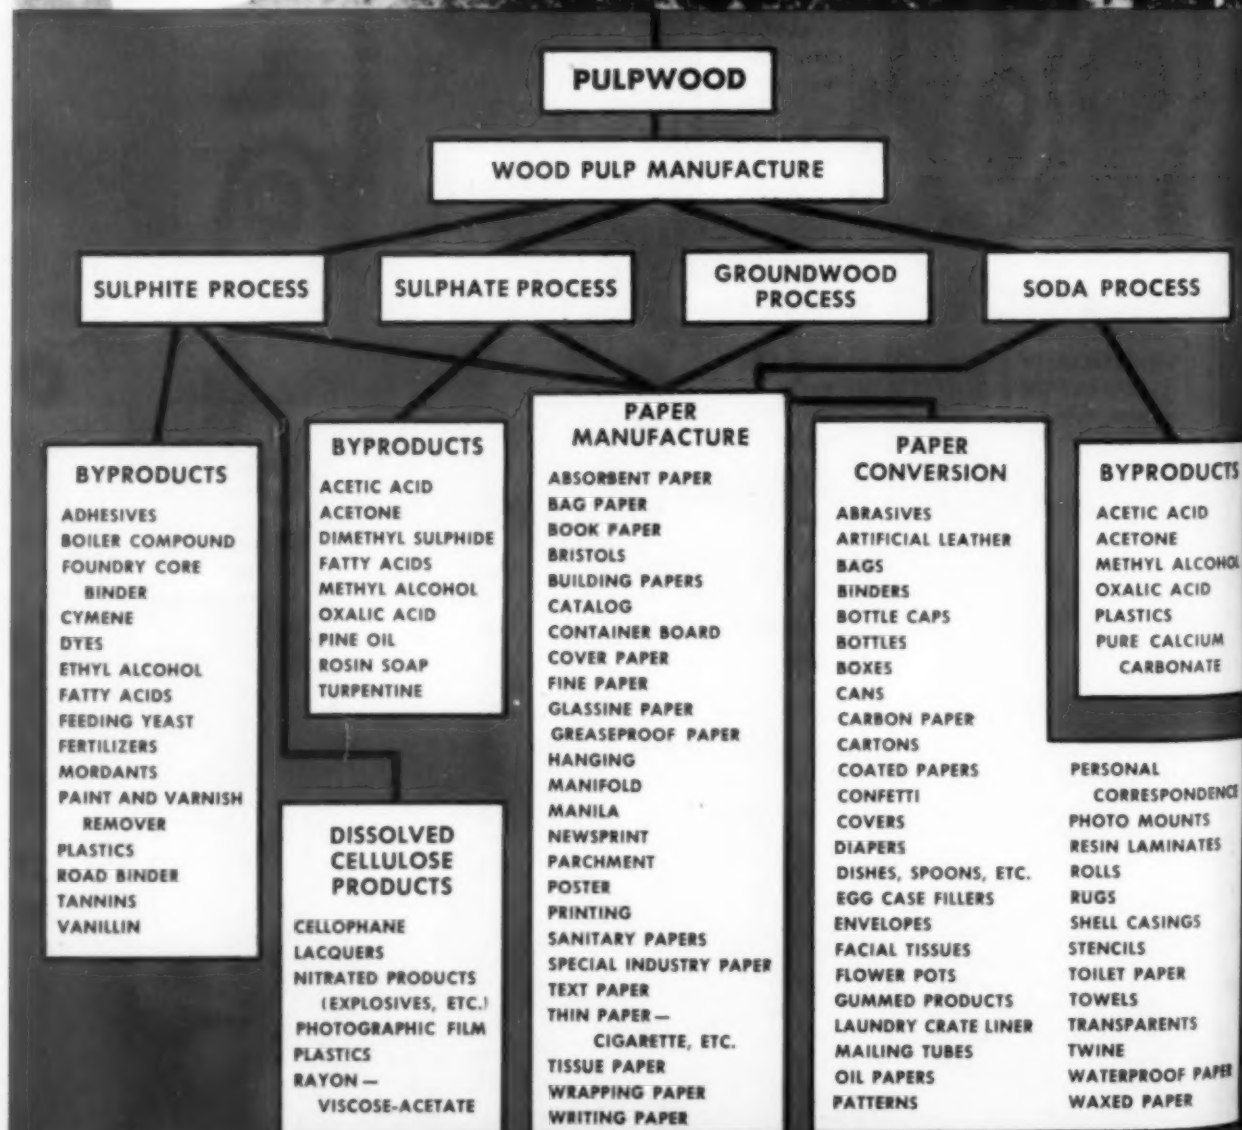 PULPWOOD
WOOD PULP MANUFACTURE
SULPHITE PROCESS
SULPHATE PROCESS
GROUNDWOOD
PROCESS
SODA PROCESS
BYPRODUCTS
ADHESIVES
BOILER COMPOUND
FOUNDRY CORE
BINDER
CYMENE
DYES
ETHYL ALCOHOL
FATTY ACIDS
FEEDING YEAST
FERTILIZERS
MORDANTS
PAINT AND VARNISH
REMOVER
PLASTICS
ROAD BINDER
TANNINS
VANILLIN
DISSOLVED
CELLULOSE
PRODUCTS
CELLOPHANE
LACQUERS
NITRATED PRODUCTS
(EXPLOSIVES, ETC.)
PHOTOGRAPHIC FILM
PLASTICS
RAYON—
VISCOSE-ACETATE
BYPRODUCTS
ACETIC ACID
ACETONE
DIMETHYL SULPHIDE
FATTY ACIDS
METHYL ALCOHOL
OXALIC ACID
PINE OIL
ROSIN SOAP
TURPENTINE
PAPER
MANUFACTURE
ABSORBENT PAPER
BAG PAPER
BOOK PAPER
BRISTOLS
BUILDING PAPERS
CATALOG
CONTAINER BOARD
COVER PAPER
FINE PAPER
GLASSINE PAPER
GREASEPROOF PAPER
HANGING
MANIFOLD
MANILA
NEWSPRINT
PARCHMENT
POSTER
PRINTING
SANITARY PAPERS
SPECIAL INDUSTRY PAPER
TEXT PAPER
THIN PAPER—
CIGARETTE, ETC.
TISSUE PAPER
WRAPPING PAPER
WRITING PAPER
PAPER
CONVERSION
ABRASIVES
ARTIFICIAL LEATHER
BAGS
BINDERS
BOTTLE CAPS
BOTTLES
BOXES
CANS
CARBON PAPER
CARTONS
COATED PAPERS
CONFETTI
COVERS
DIAPERS
DISHES, SPOONS, ETC.
EGG CASE FILLERS
ENVELOPES
FACIAL TISSUES
FLOWER POTS
GUMMED PRODUCTS
LAUNDRY CRATE LINER
MAILING TUBES
OIL PAPERS
PATTERNS
PERSONAL
CORRESPONDENCE
PHOTO MOUNTS
RESIN LAMINATES
ROLLS
RUGS
SHELL CASINGS
STENCILS
TOILET PAPER
TOWELS
TRANSPARENTS
TWINE
WATERPROOF PAPER
WAXED PAPER
BYPRODUCTS
ACETIC ACID
ACETONE
METHYL ALCOHOL
OXALIC ACID
PLASTICS
PURE CALCIUM
CARBONATE